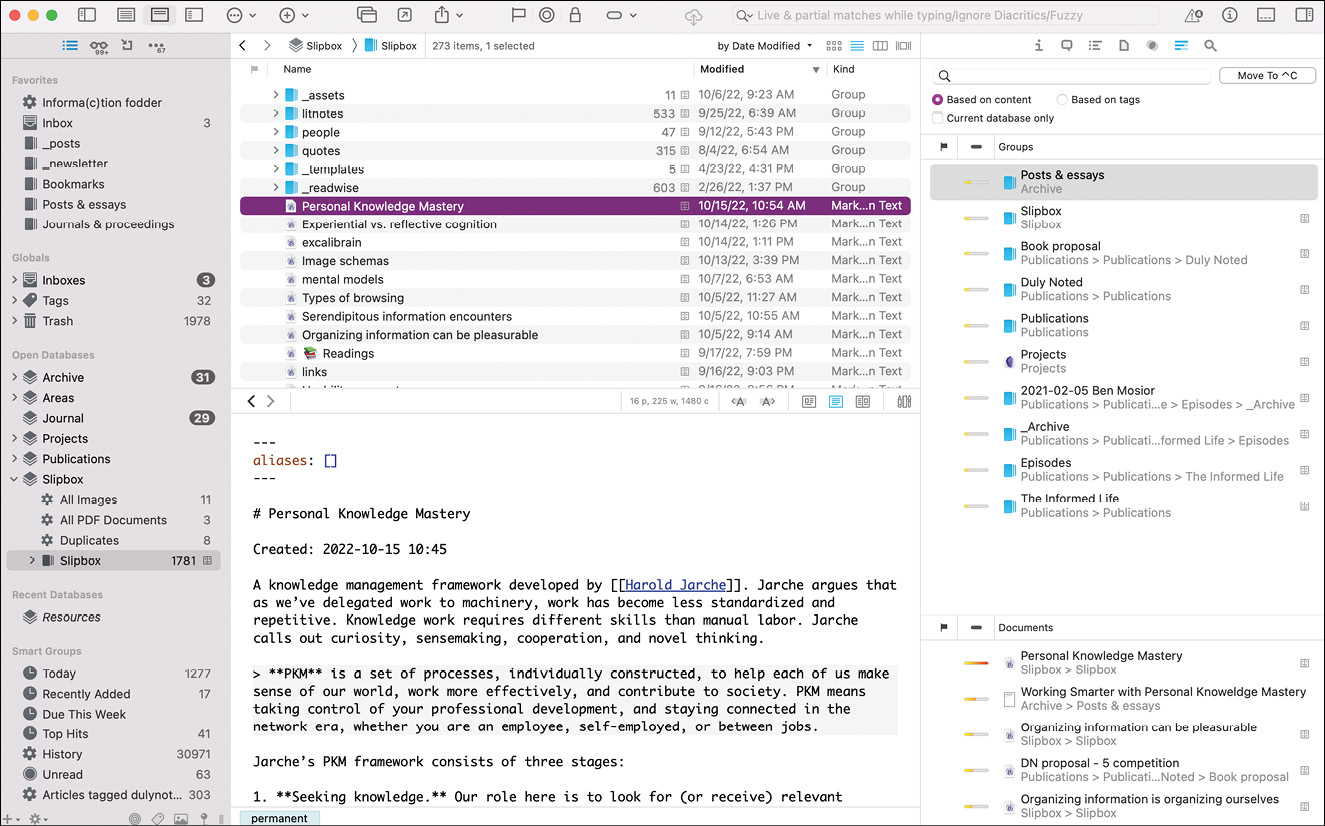 Live & partial matches while typing/Ignore Diacritics/Fuzzy
99+
67
Slipbox
Slipbox
273 items, 1 selected
by Date Modified
Favorites
Informa(c)tion fodder
Inbox 3
_posts
_newsletter
Bookmarks
Posts & essays
Journals & proceedings
Globals
Inboxes 3
Tags 32
Trash 1978
Open Databases
Archive 31
Areas
Journal 29
Projects
Publications
Slipbox
All Images 11
All PDF Documents 3
Duplicates 8
Slipbox 1781
Recent Databases
Resources
Smart Groups
Today 1277
Recently Added 17
Due This Week
Top Hits 41
History 30971
Unread 63
Articles tagged dulynot... 303
Name Modified Kind
_assets 11 10/6/22, 9:23 AM Group
litnotes 533 9/25/22, 6:39 AM Group
people 47 9/12/22, 5:43 PM Group
quotes 315 8/4/22, 6:54 AM Group
_templates 5 4/23/22, 4:31 PM Group
_readwise 603 2/26/22, 1:37 PM Group
Personal Knowledge Mastery 10/15/22, 10:54 AM Mark...n Text
Experiential vs. reflective cognition 10/14/22, 1:26 PM Mark...n Text
excalibrain 10/14/22, 1:11 PM Mark...n Text
Image schemas 10/13/22, 3:39 PM Mark...n Text
mental models 10/7/22, 6:53 AM Mark...n Text
Types of browsing 10/5/22, 11:27 AM Mark...n Text
Serendipitous information encounters 10/5/22, 10:55 AM Mark...n Text
Organizing information can be pleasurable 10/5/22, 9:14 AM Mark...n Text
📚 Readings 9/17/22, 7:59 PM Mark...n Text
links 9/16/22, 9:03 PM Mark...n Text
16 p, 225 w, 1480 c
---
aliases: []
---
# Personal Knowledge Mastery
Created: 2022-10-15 10:45
A knowledge management framework developed by [[Harold Jarche]]. Jarche argues that
as we’ve delegated work to machinery, work has become less standardized and
repetitive. Knowledge work requires different skills than manual labor. Jarche
calls out curiosity, sensemaking, cooperation, and novel thinking.
> **PKM** is a set of processes, individually constructed, to help each of us make
sense of our world, work more effectively, and contribute to society. PKM means
taking control of your professional development, and staying connected in the
network era, whether you are an employee, self-employed, or between jobs.
Jarche’s PKM framework consists of three stages:
1. **Seeking knowledge.** Our role here is to look for (or receive) relevant
permanent
Move To ^C
Based on content
Based on tags
Current database only
Groups
Posts & essays
Archive
Slipbox
Slipbox
Book proposal
Publications > Publications > Duly Noted
Duly Noted
Publications > Publications
Publications
Publications
Projects
Projects
2021-02-05 Ben Mosior
Publications > Publicati...e > Episodes > _Archive
_Archive
Publications > Publicati...formed Life > Episodes
Episodes
Publications > Publications > The Informed Life
The Informed Life
Publications > Publications
Documents
Personal Knowledge Mastery
Slipbox > Slipbox
Working Smarter with Personal Knoweldge Mastery
Archive > Posts & essays
Organizing information can be pleasurable
Slipbox > Slipbox
DN proposal - 5 competition
Publications > Publicati...Noted > Book proposal
Organizing information is organizing ourselves
Slipbox > Slipbox